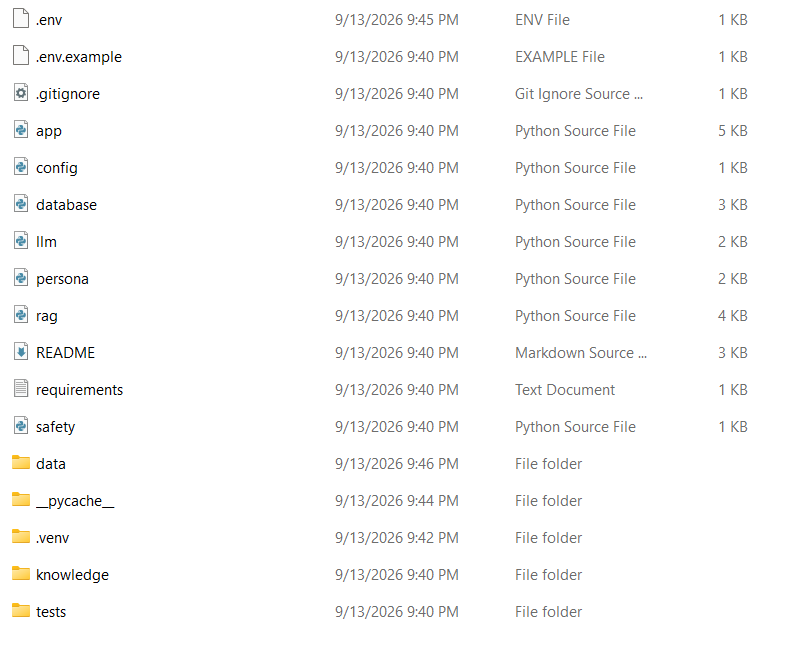 .env 9/13/2026 9:45 PM ENV File 1 KB
.env.example 9/13/2026 9:40 PM EXAMPLE File 1 KB
.gitignore 9/13/2026 9:40 PM Git Ignore Source ... 1 KB
app 9/13/2026 9:40 PM Python Source File 5 KB
config 9/13/2026 9:40 PM Python Source File 1 KB
database 9/13/2026 9:40 PM Python Source File 3 KB
llm 9/13/2026 9:40 PM Python Source File 2 KB
persona 9/13/2026 9:40 PM Python Source File 2 KB
rag 9/13/2026 9:40 PM Python Source File 4 KB
README 9/13/2026 9:40 PM Markdown Source ... 3 KB
requirements 9/13/2026 9:40 PM Text Document 1 KB
safety 9/13/2026 9:40 PM Python Source File 1 KB
data 9/13/2026 9:46 PM File folder
__pycache__ 9/13/2026 9:44 PM File folder
.venv 9/13/2026 9:42 PM File folder
knowledge 9/13/2026 9:40 PM File folder
tests 9/13/2026 9:40 PM File folder